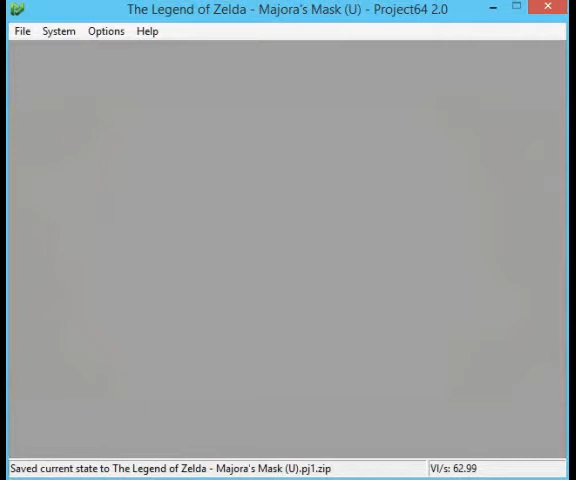 The Legend of Zelda - Majora's Mask (U) - Project64 2.0
File System Options Help
Saved current state to The Legend of Zelda - Majora's Mask (U).pj1.zip VI/s: 62.99